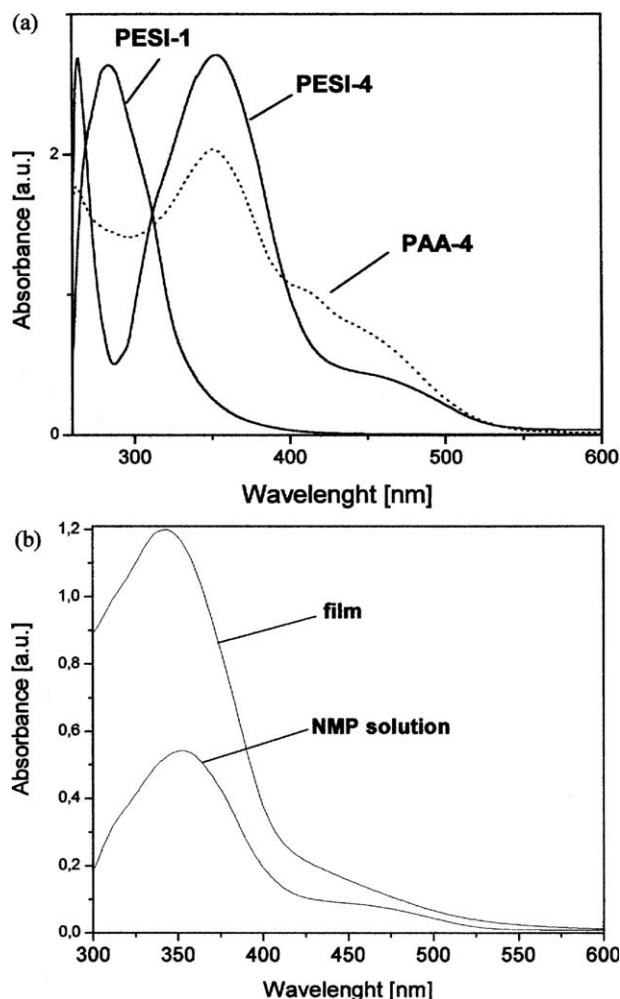 (a)
PESI-1
PESI-4
PAA-4
2
1
0
Absorbance [a.u.]
300
400
500
600
Wavelenght [nm]
(b)
1,2
1,0
0,8
0,6
0,4
0,2
0,0
Absorbance [a.u.]
film
NMP solution
300
350
400
450
500
550
600
Wavelenght [nm]